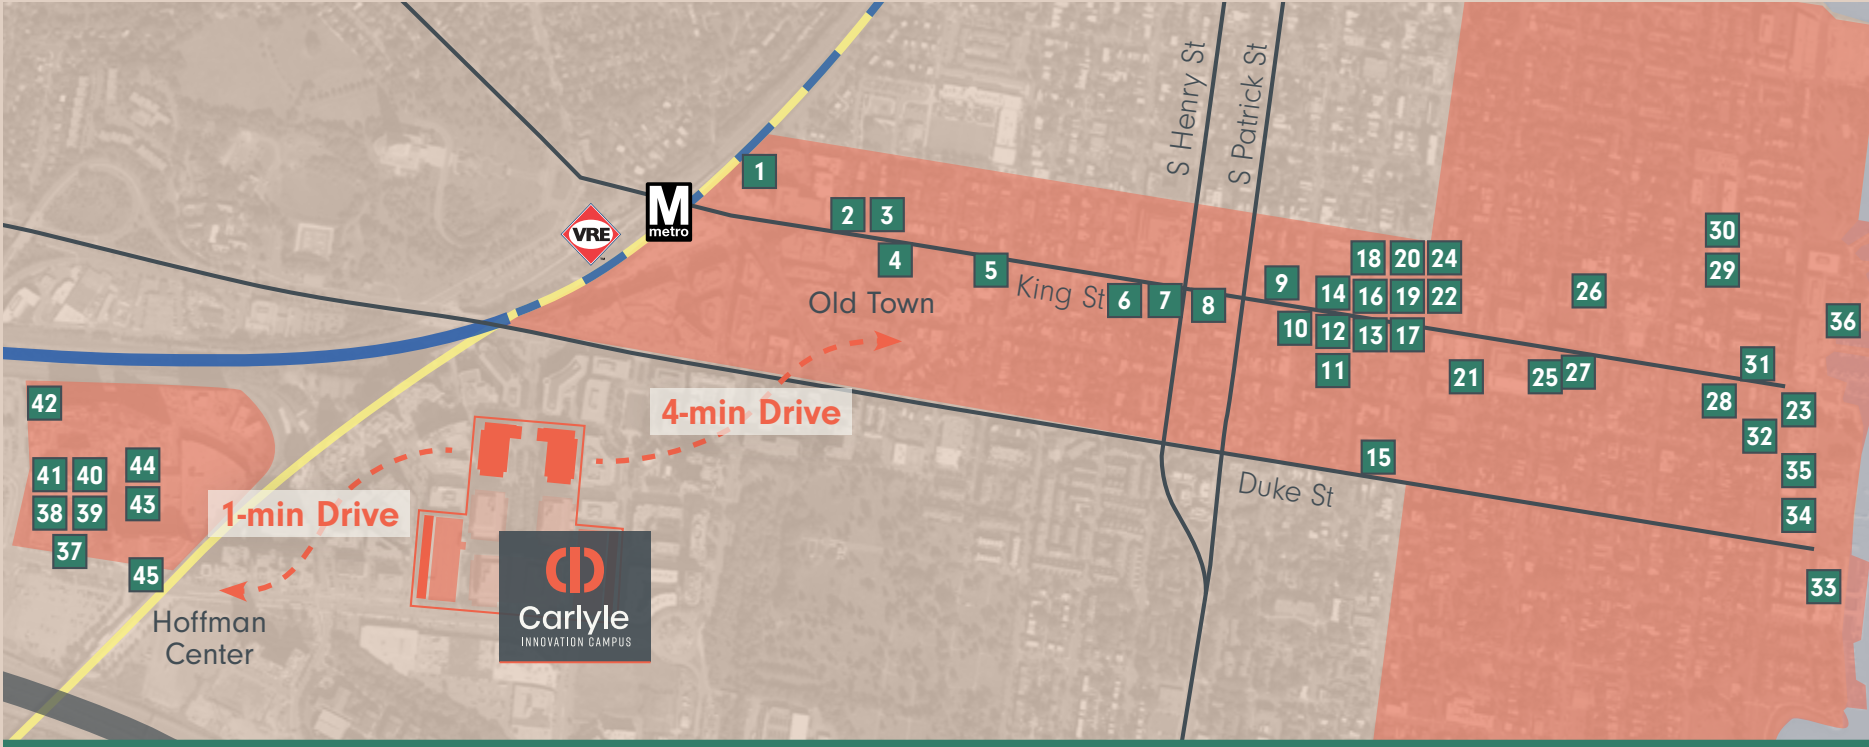 S Henry St
S Patrick St
1
M
metro
VRE
2 3
4
5
Old Town
King St
6 7 8
9
10
14
18 20 24
16 19 22
12 13 17
11
26
30
29
36
21
25 27
31
28
23
32
35
34
33
15
Duke St
4-min Drive
1-min Drive
42
41 40 44
38 39 43
37
45
Hoffman
Center
Carlyle
INNOVATION CAMPUS